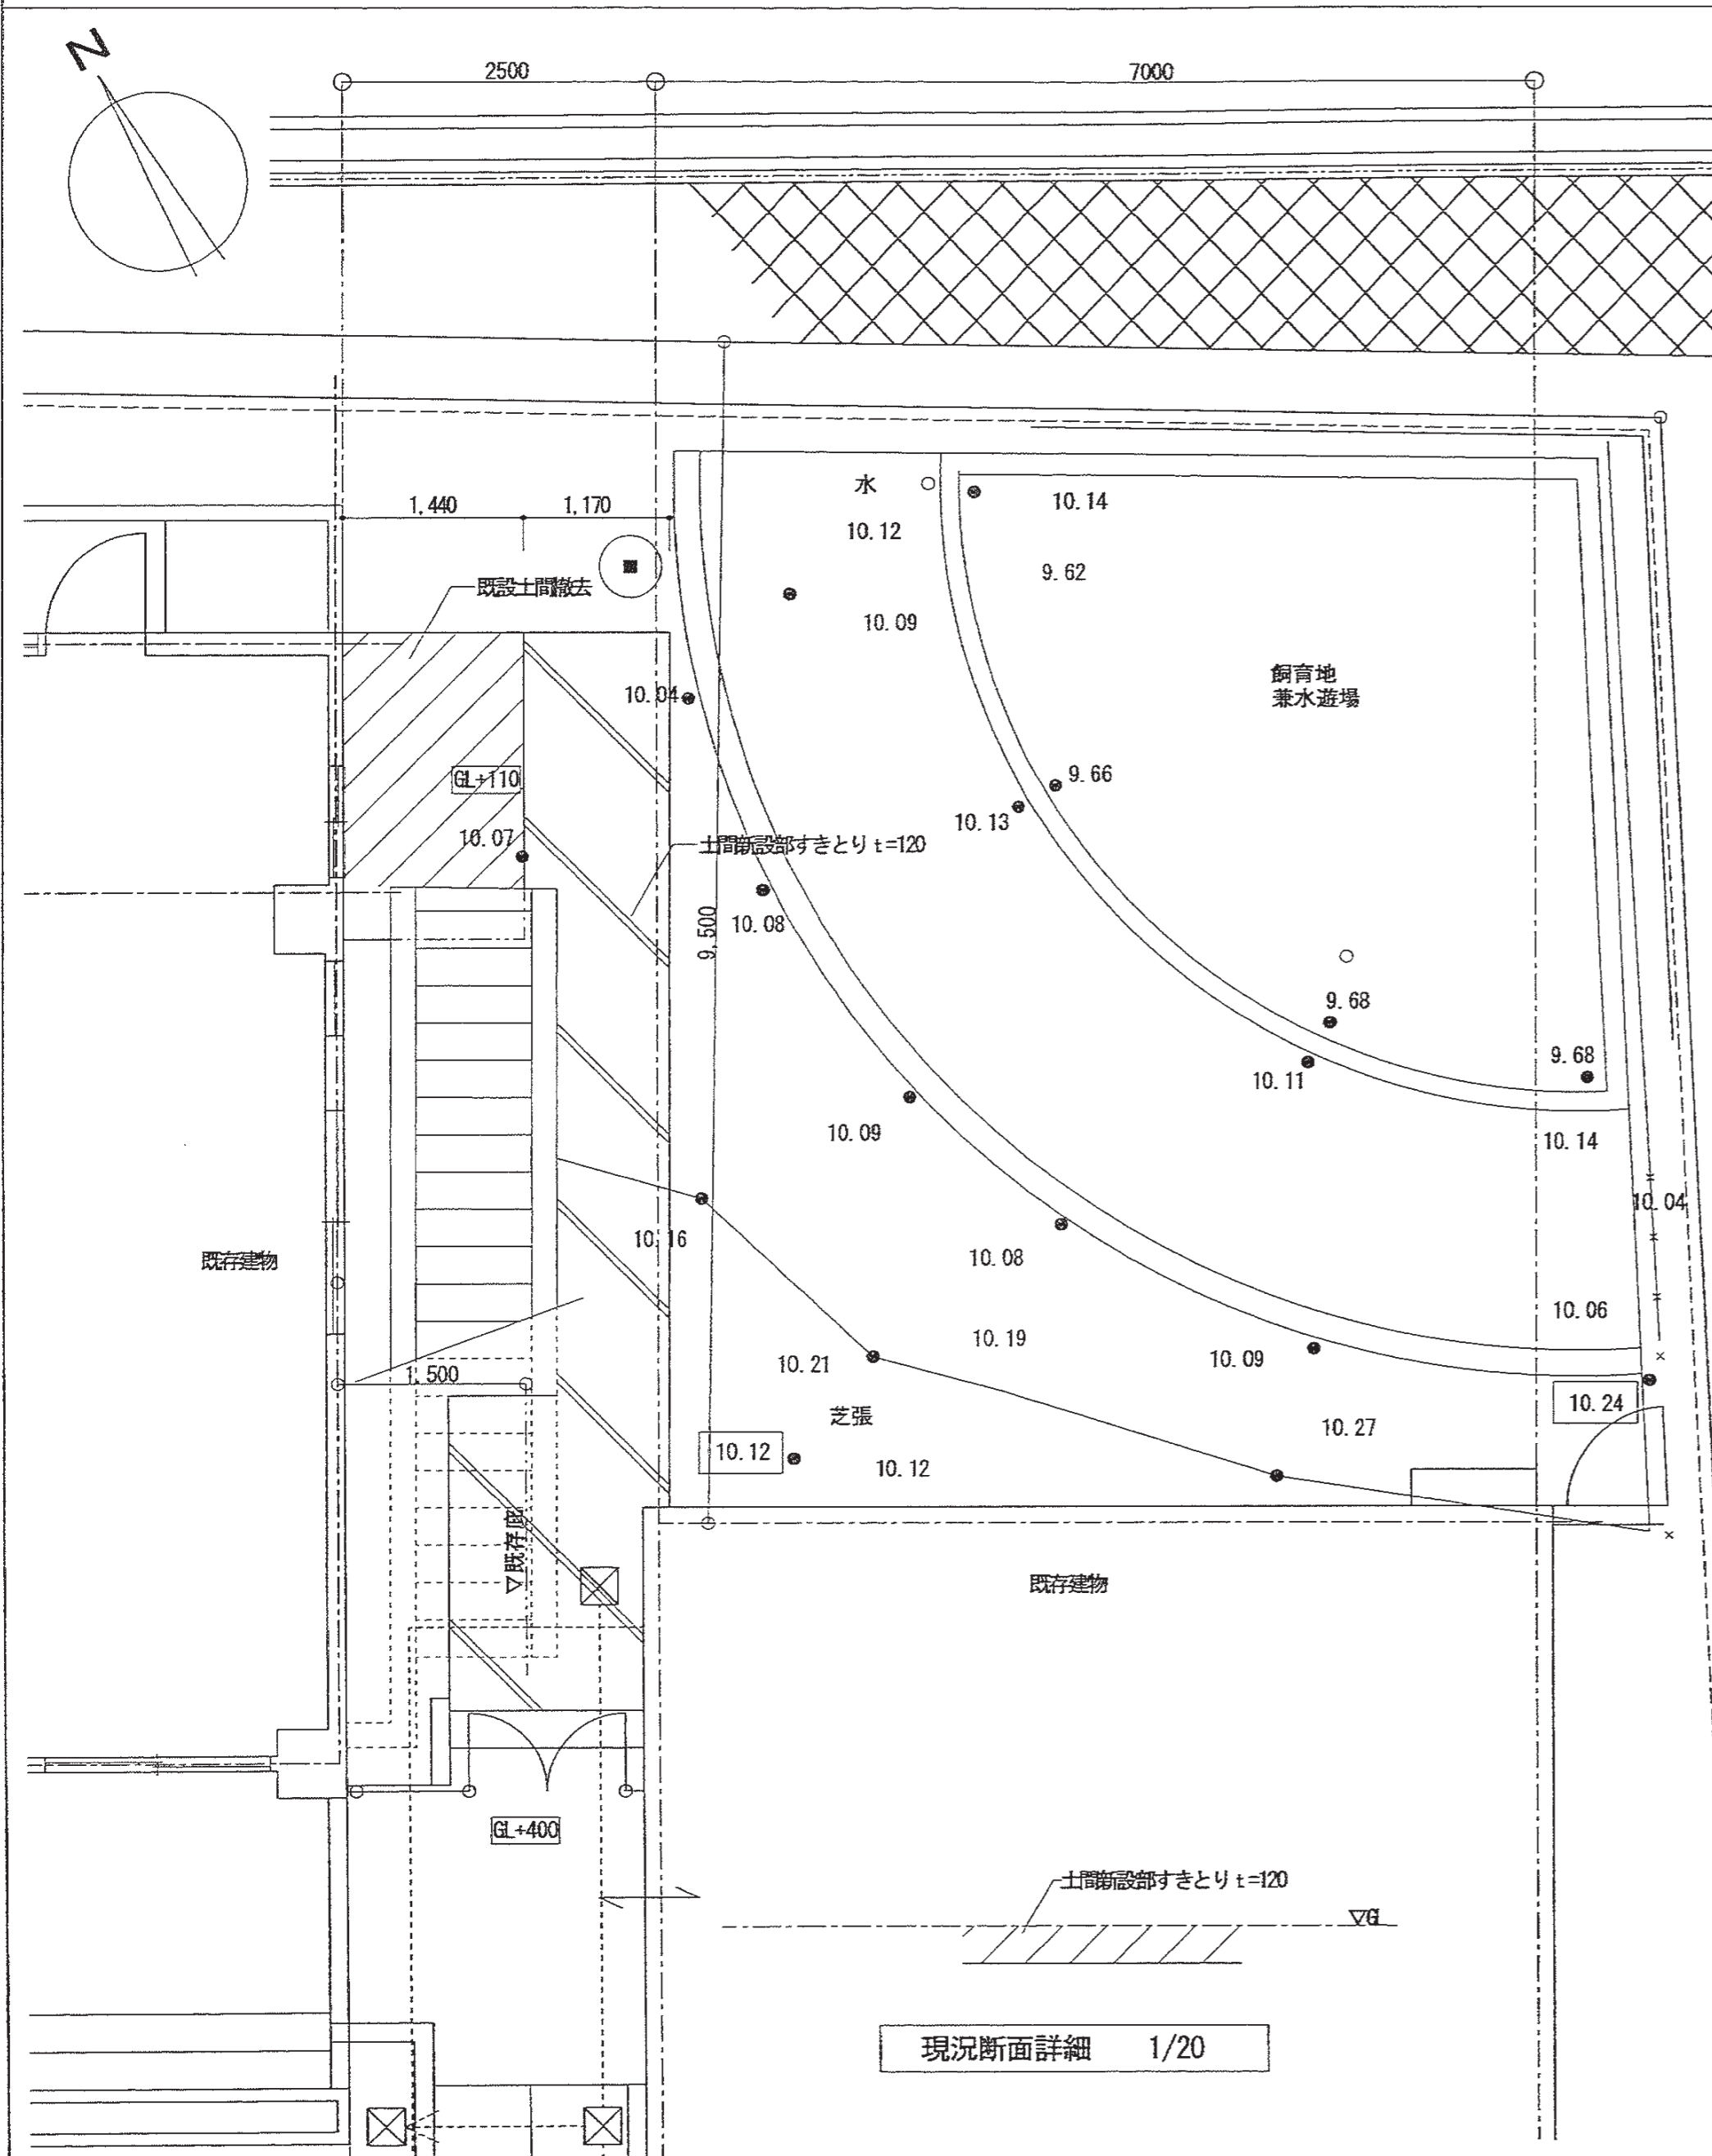 N
2500
7000
水
10.14
10.12
1,440
1,170
9.62
既設土間撤去
10.09
飼育地
兼水遊場
10.04
GL+110
9.66
10.13
10.07
土間新設部すきとり t=120
10.08
9,500
9.68
9.68
10.11
10.09
10.14
10.04
10.16
既存建物
10.08
10.06
10.19
10.21
10.09
1,500
10.24
芝張
10.27
10.12
10.12
▽既存庇
既存建物
GL+400
土間新設部すきとり t=120
▽G
現況断面詳細 1/20